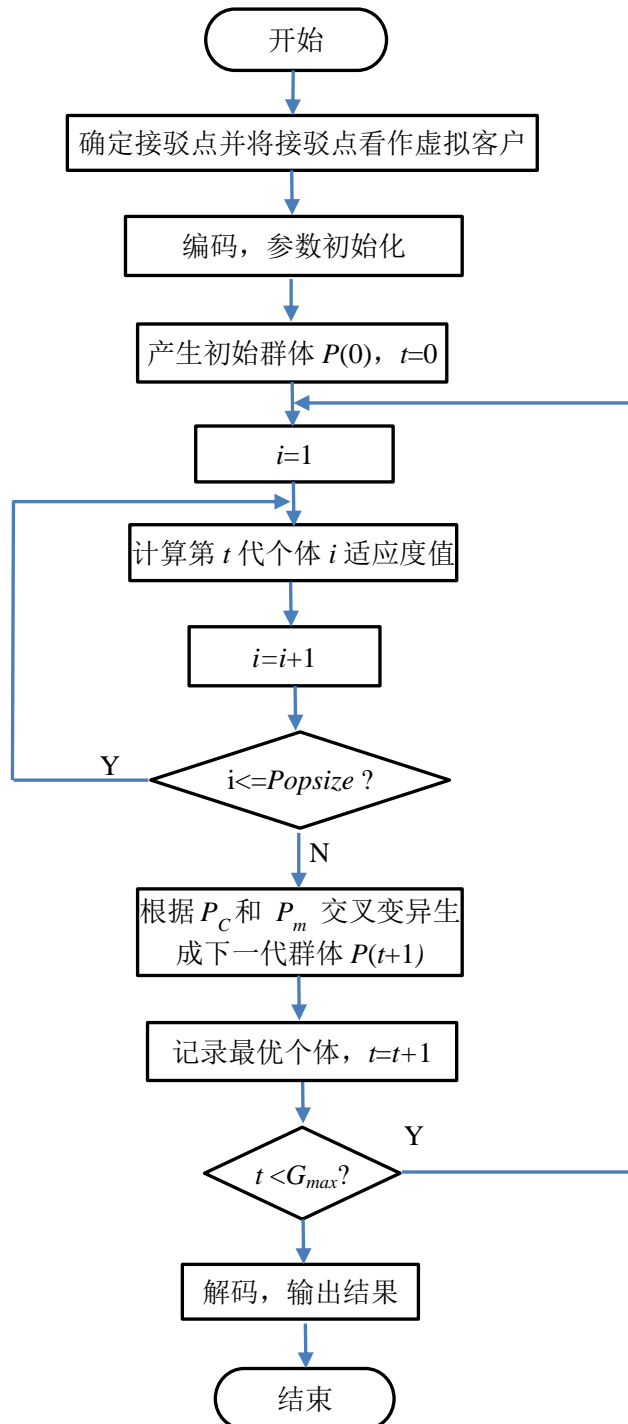 开始
确定接驳点并将接驳点看作虚拟客户
编码，参数初始化
产生初始群体 P(0)，t=0
i=1
计算第 t 代个体 i 适应度值
i=i+1
Y
i<=Popsize ?
N
根据 P_C 和 P_m 交叉变异生
成下一代群体 P(t+1)
记录最优个体，t=t+1
Y
t <G_max?
解码，输出结果
结束